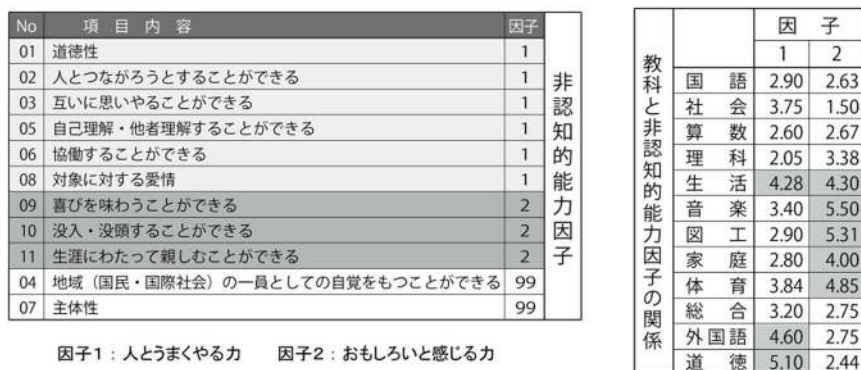 No 項目内容 因子
01 道徳性 1
02 人とつながろうとすることができる 1
03 互いに思いやることができる 1
05 自己理解・他者理解することができる 1
06 協働することができる 1
08 対象に対する愛情 1
09 喜びを味わうことができる 2
10 没入・没頭することができる 2
11 生涯にわたって親しむことができる 2
04 地域（国民・国際社会）の一員としての自覚をもつことができる 99
07 主体性 99
非認知的能力因子
因子1：人とうまくやる力 因子2：おもしろいと感じる力
教科と非認知的能力因子の関係
因子
1 2
国語 2.90 2.63
社会 3.75 1.50
算数 2.60 2.67
理科 2.05 3.38
生活 4.28 4.30
音楽 3.40 5.50
図工 2.90 5.31
家庭 2.80 4.00
体育 3.84 4.85
総合 3.20 2.75
外国語 4.60 2.75
道徳 5.10 2.44